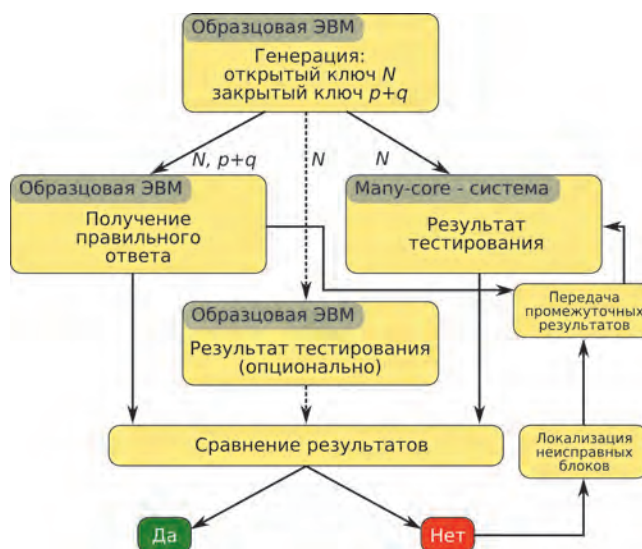 Образцовая ЭВМ
Генерация:
открытый ключ N
закрытый ключ p+q
N, p+q
N
N
Образцовая ЭВМ
Получение
правильного
ответа
Many-core - система
Результат
тестирования
Передача
промежуточных
результатов
Образцовая ЭВМ
Результат тестирования
(опционально)
Сравнение результатов
Локализация
неисправных
блоков
Да
Нет